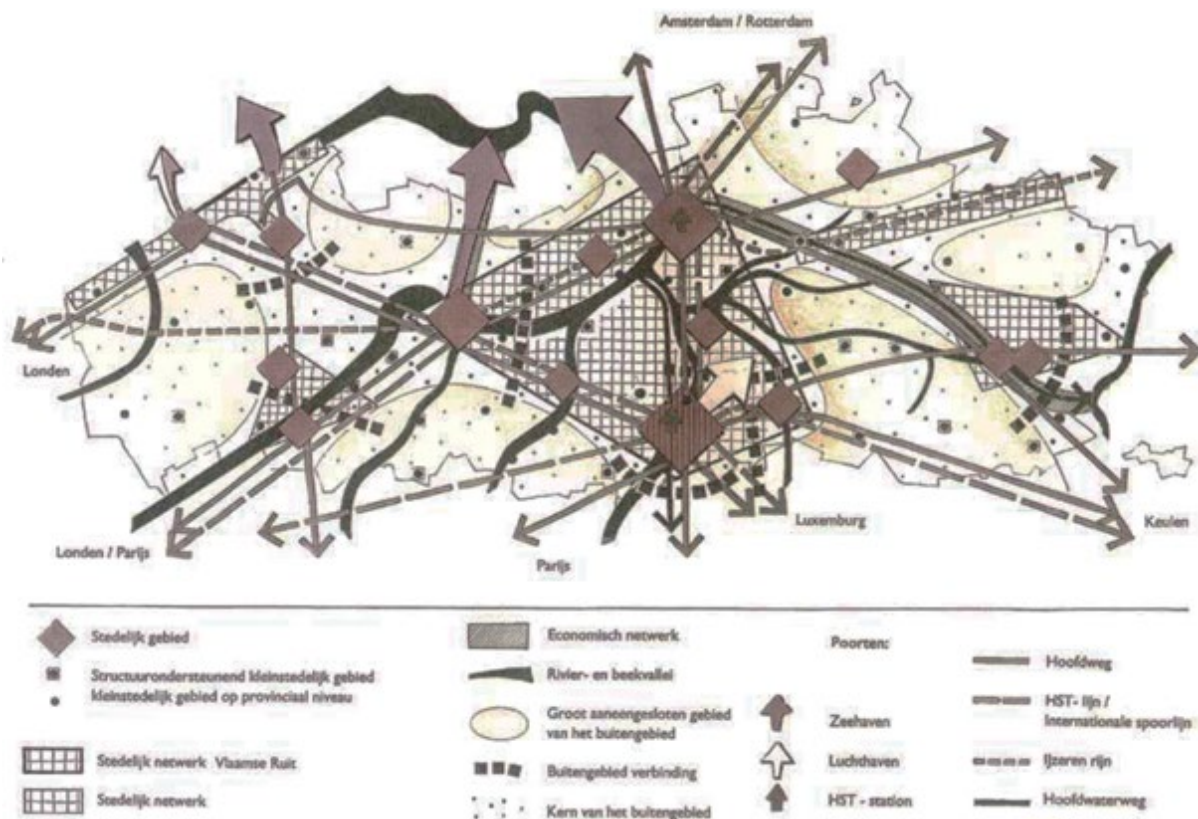 Amsterdam / Rotterdam
Londen
Londen / Parijs
Parijs
Luxemburg
Keulen
Stedelijk gebied
Structuurondersteunend kleinstedelijk gebied
kleinstedelijk gebied op provinciaal niveau
Stedelijk netwerk Vlaamse Ruit
Stedelijk netwerk
Economisch netwerk
Rivier- en beekvallei
Groot aaneengesloten gebied
van het buitengebied
Buitengebied verbinding
Kern van het buitengebied
Poorten:
Zeehaven
Luchthaven
HST - station
Hoofdweg
HST- lijn /
Internationale spoorlijn
IJzeren rijn
Hoofdwaterweg